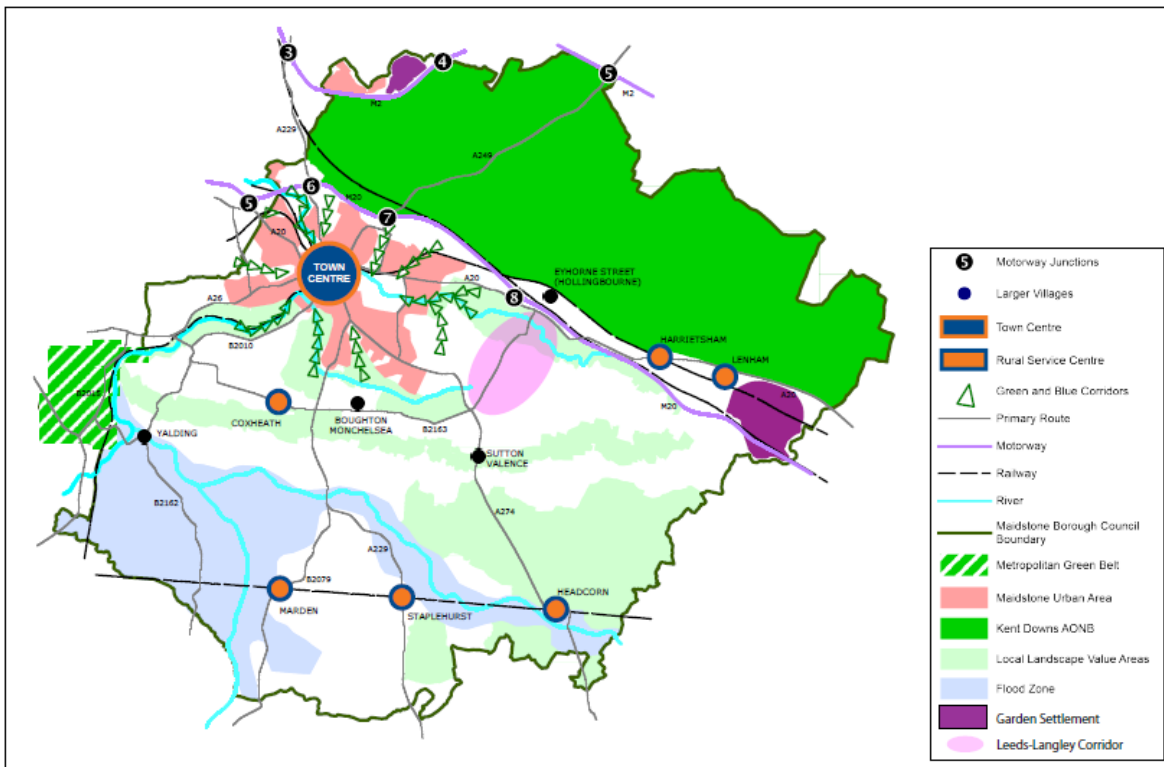 3
4
5
M2
M2
A229
A249
6
5
M20
7
A20
TOWN
CENTRE
A20
EYHORNE STREET
(HOLLINGBOURNE)
8
A26
B2010
HARRIETSHAM
LENHAM
A20
M20
B2015
COXHEATH
BOUGHTON
MONCHELSEA
B2163
YALDING
SUTTON
VALENCE
B2162
A274
A229
B2079
MARDEN
STAPLEHURST
HEADCORN
5 Motorway Junctions
Larger Villages
Town Centre
Rural Service Centre
Green and Blue Corridors
Primary Route
Motorway
Railway
River
Maidstone Borough Council
Boundary
Metropolitan Green Belt
Maidstone Urban Area
Kent Downs AONB
Local Landscape Value Areas
Flood Zone
Garden Settlement
Leeds-Langley Corridor